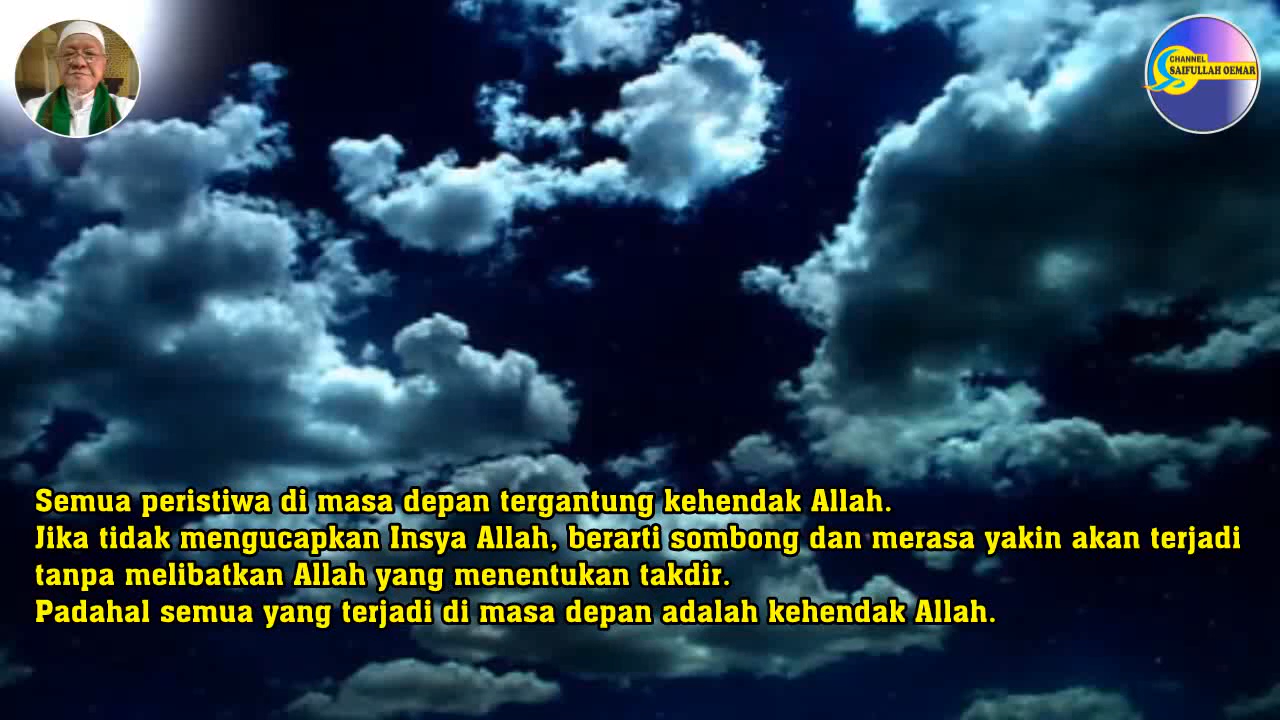 CHANNEL
SAIFULLAH OEMAR
Semua peristiwa di masa depan tergantung kehendak Allah.
Jika tidak mengucapkan Insya Allah, berarti sombong dan merasa yakin akan terjadi
tanpa melibatkan Allah yang menentukan takdir.
Padahal semua yang terjadi di masa depan adalah kehendak Allah.